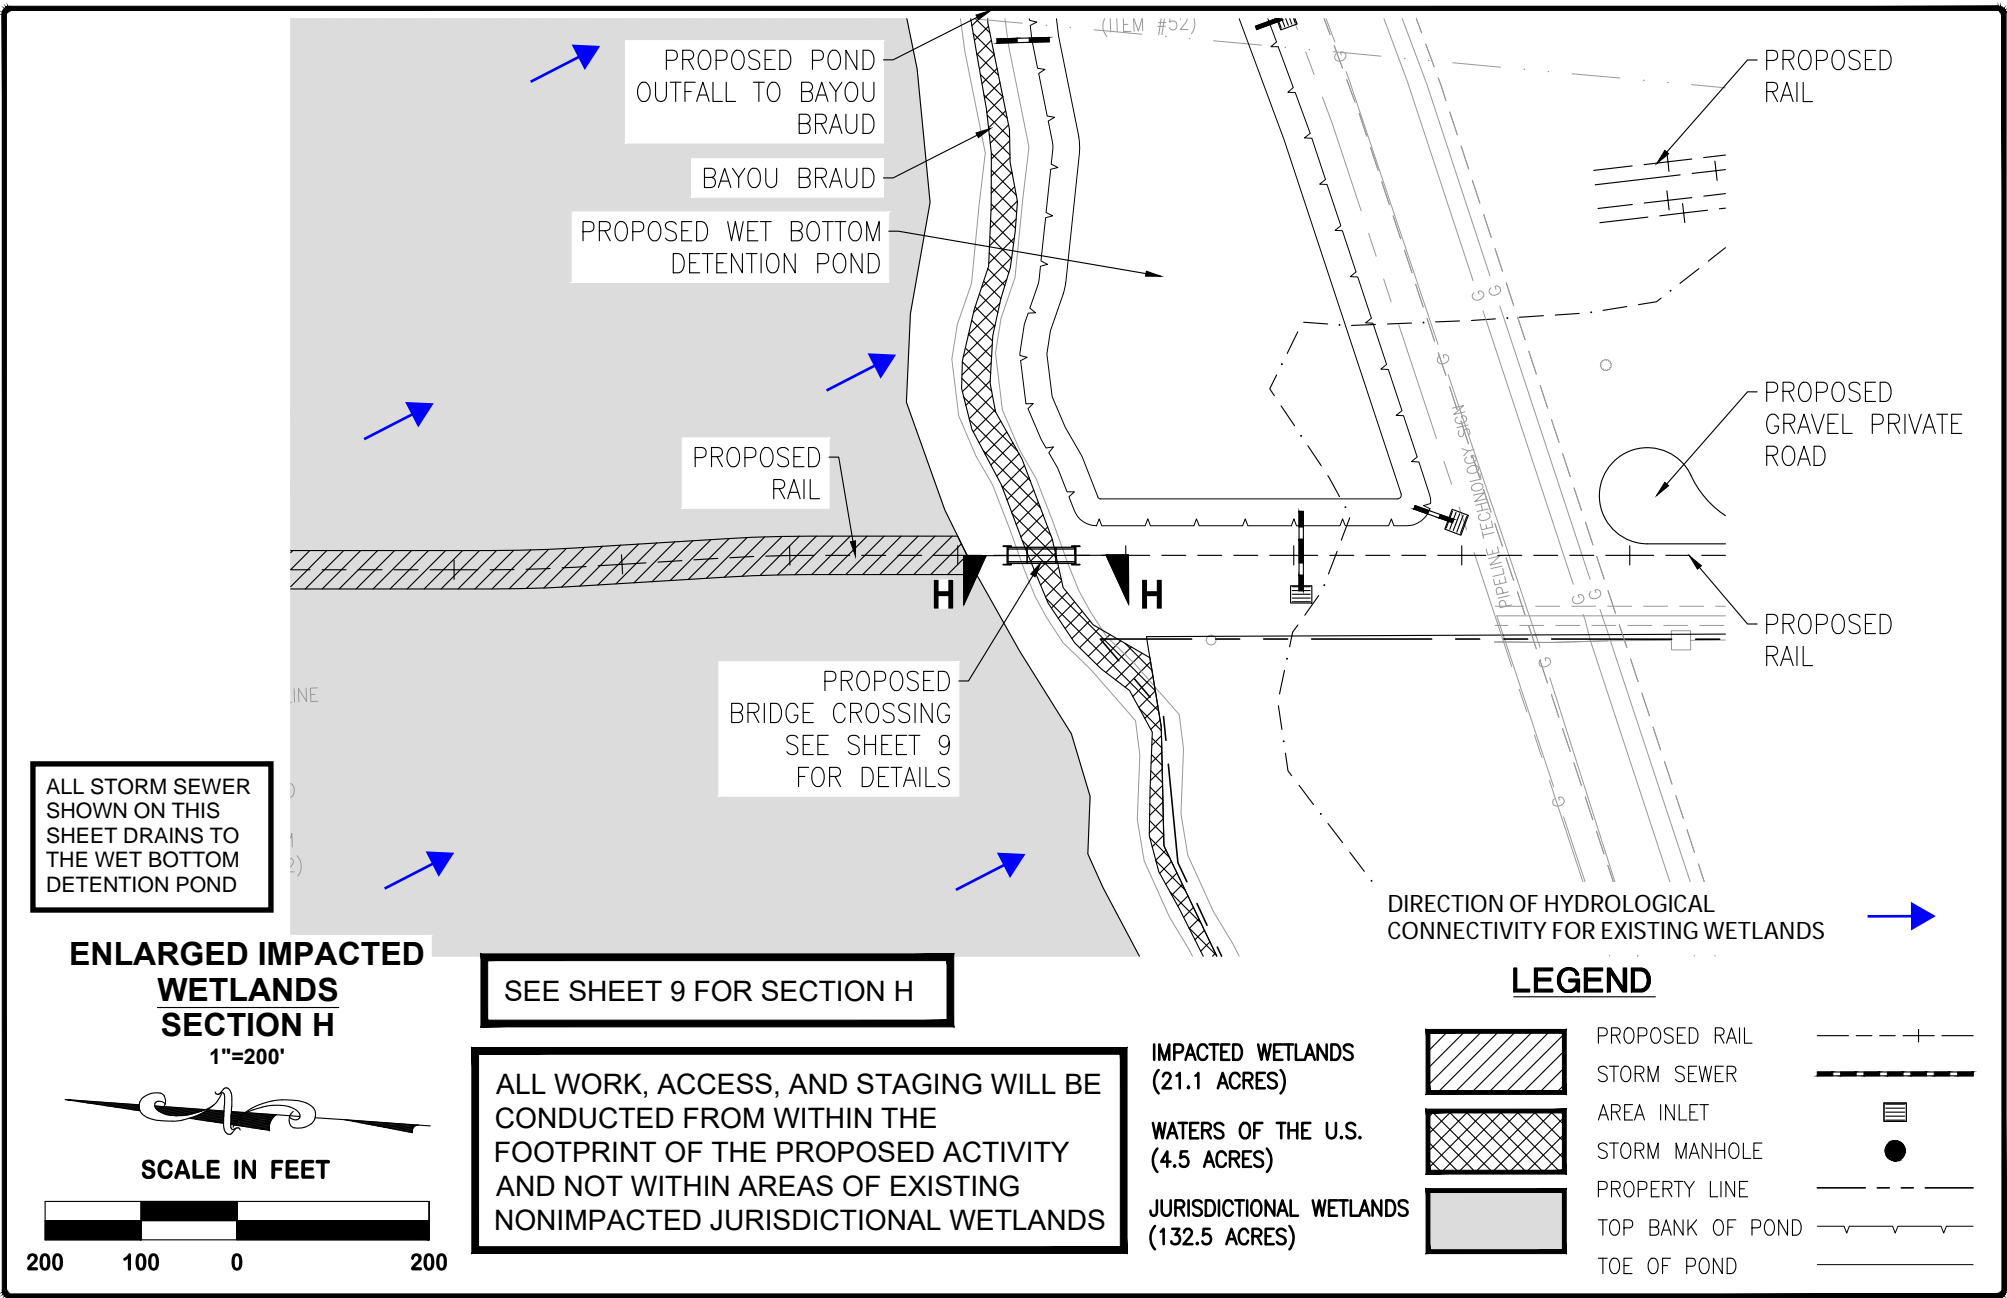 (ITEM #52)
PROPOSED POND
OUTFALL TO BAYOU
BRAUD
BAYOU BRAUD
PROPOSED WET BOTTOM
DETENTION POND
PROPOSED
RAIL
G
G
G
G
PROPOSED
RAIL
PIPELINE TECHNOLOGY SIGN
PROPOSED
GRAVEL PRIVATE
ROAD
H
H
G
G
PROPOSED
RAIL
G
G
PROPOSED
BRIDGE CROSSING
SEE SHEET 9
FOR DETAILS
INE
2)
ALL STORM SEWER
SHOWN ON THIS
SHEET DRAINS TO
THE WET BOTTOM
DETENTION POND
DIRECTION OF HYDROLOGICAL
CONNECTIVITY FOR EXISTING WETLANDS
ENLARGED IMPACTED
WETLANDS
SECTION H
1"=200'
SCALE IN FEET
200 100 0 200
SEE SHEET 9 FOR SECTION H
ALL WORK, ACCESS, AND STAGING WILL BE
CONDUCTED FROM WITHIN THE
FOOTPRINT OF THE PROPOSED ACTIVITY
AND NOT WITHIN AREAS OF EXISTING
NONIMPACTED JURISDICTIONAL WETLANDS
LEGEND
IMPACTED WETLANDS
(21.1 ACRES)
WATERS OF THE U.S.
(4.5 ACRES)
JURISDICTIONAL WETLANDS
(132.5 ACRES)
PROPOSED RAIL
STORM SEWER
AREA INLET
STORM MANHOLE
PROPERTY LINE
TOP BANK OF POND
TOE OF POND